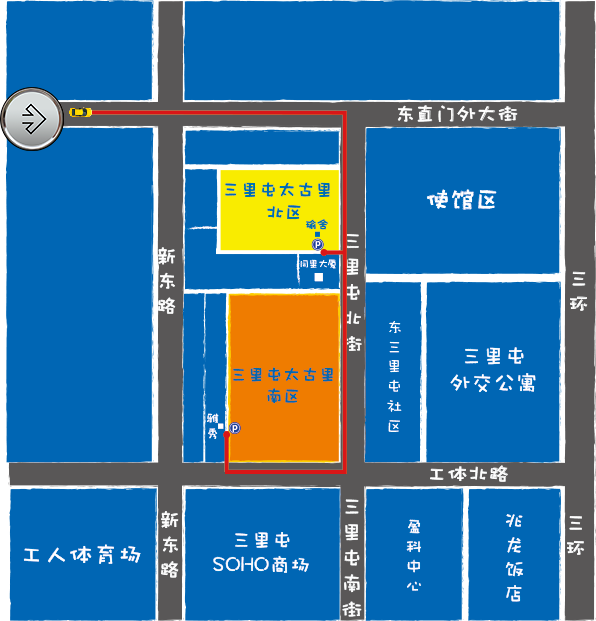 东直门外大街
三里屯太古里
北区
瑜舍
P
使馆区
三里屯北街
新东路
同里大厦
三环
东三里屯社区
三里屯
外交公寓
三里屯太古里
南区
雅秀
P
工体北路
工人体育场
新东路
三里屯
SOHO商场
三里屯南街
盈科中心
兆龙饭店
三环